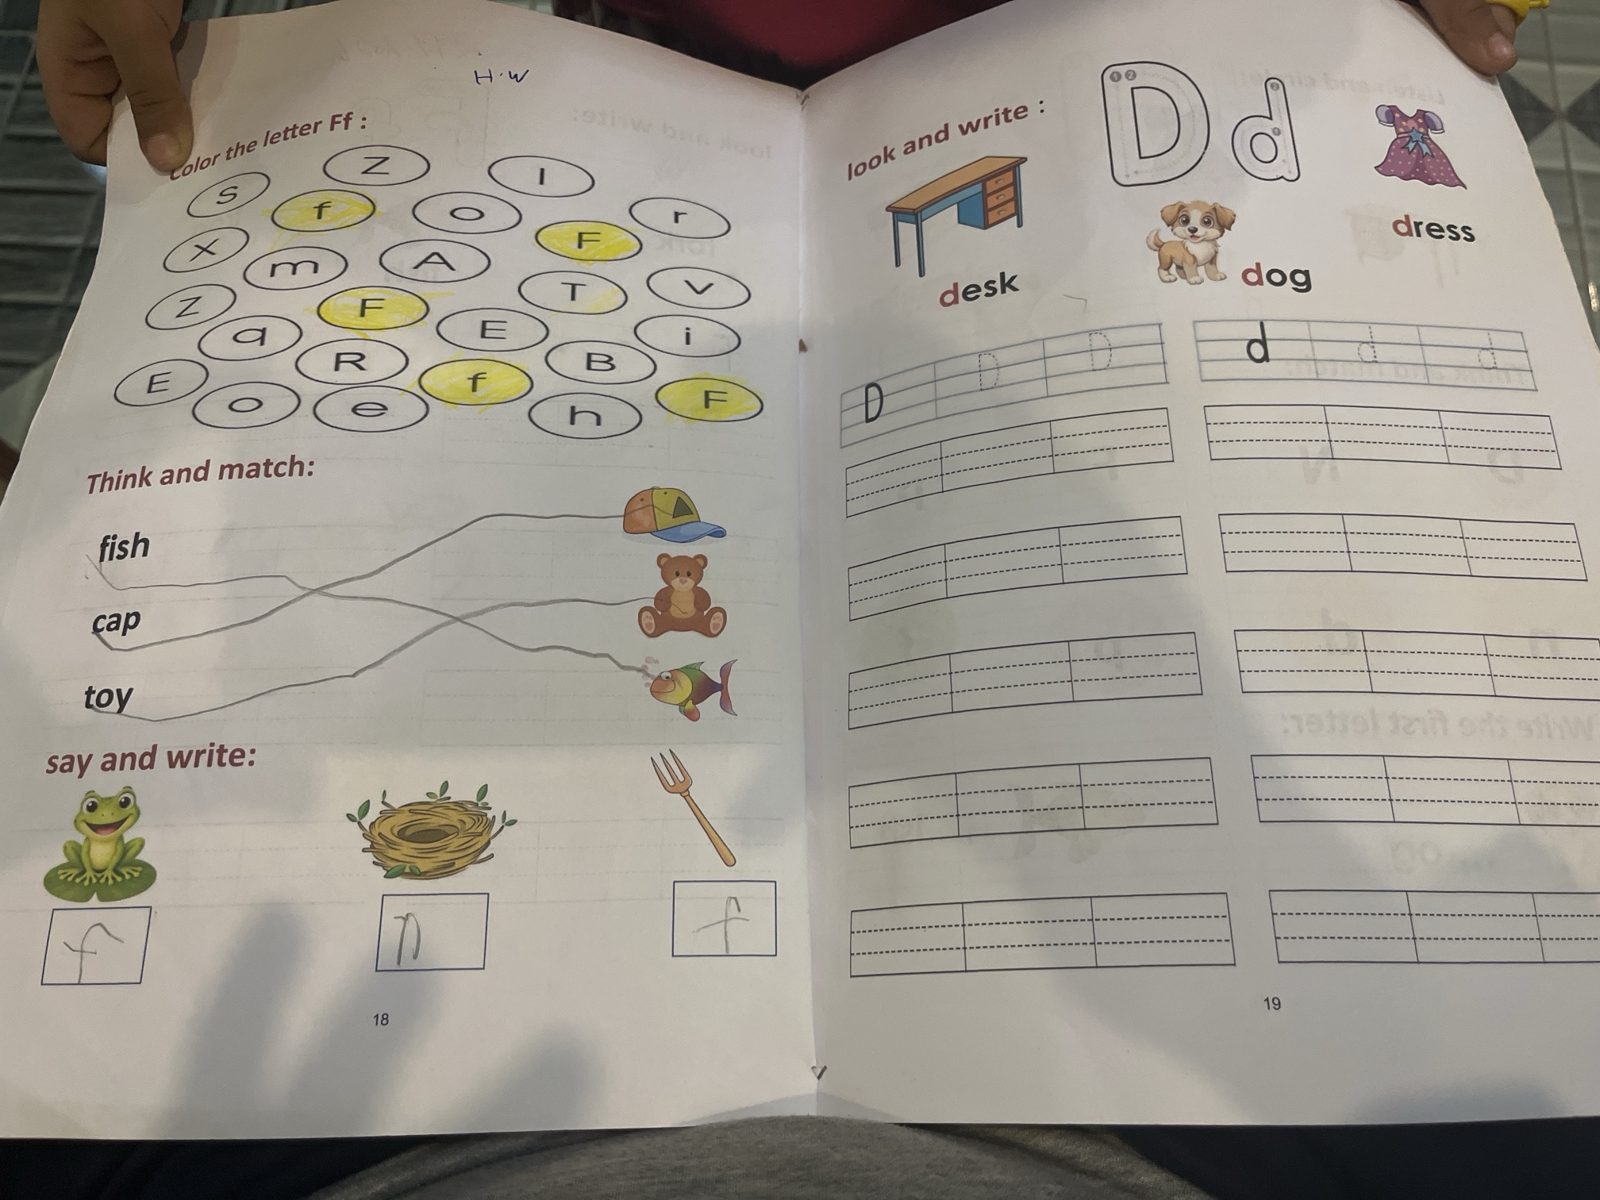 H.W
Color the letter Ff :
Z I
S f O r
X m A F
Z F T V
q E i
E R f B
O e h F
Think and match:
fish
cap
toy
say and write:
f n f
18
look and write :
Dd
desk
dog
dress
D D D
d d d
19